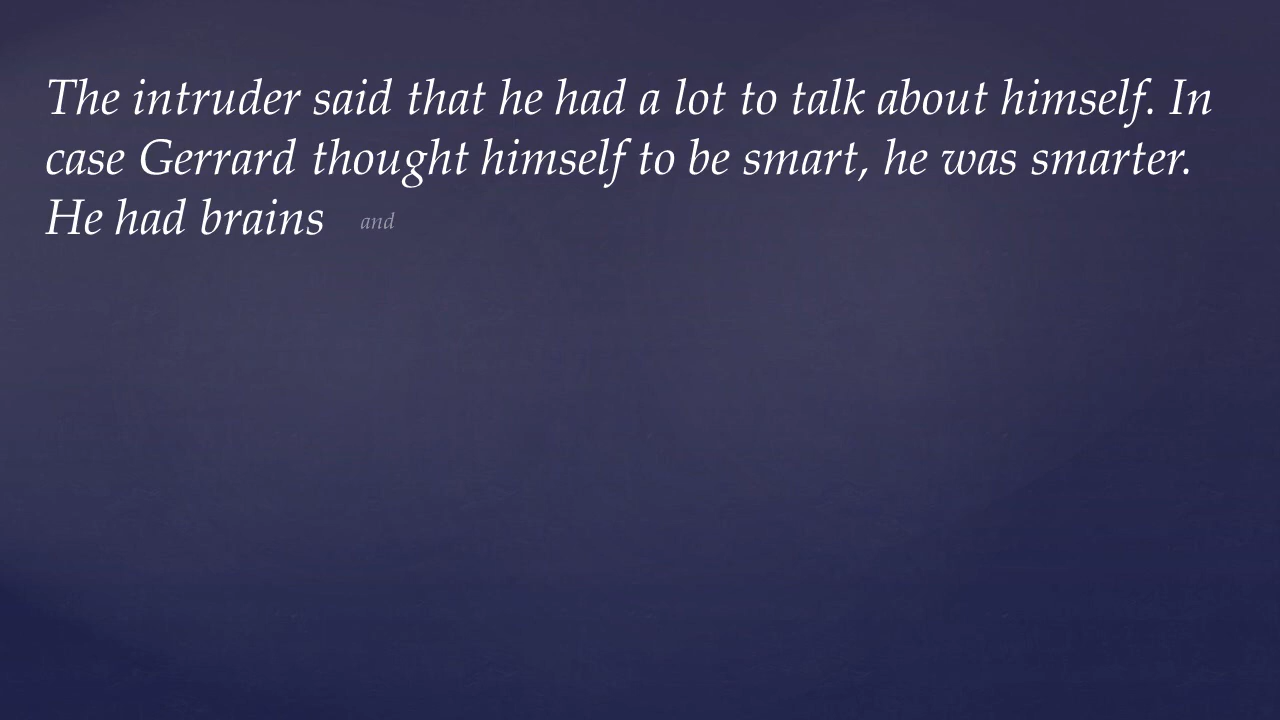 The intruder said that he had a lot to talk about himself. In
case Gerrard thought himself to be smart, he was smarter.
He had brains and